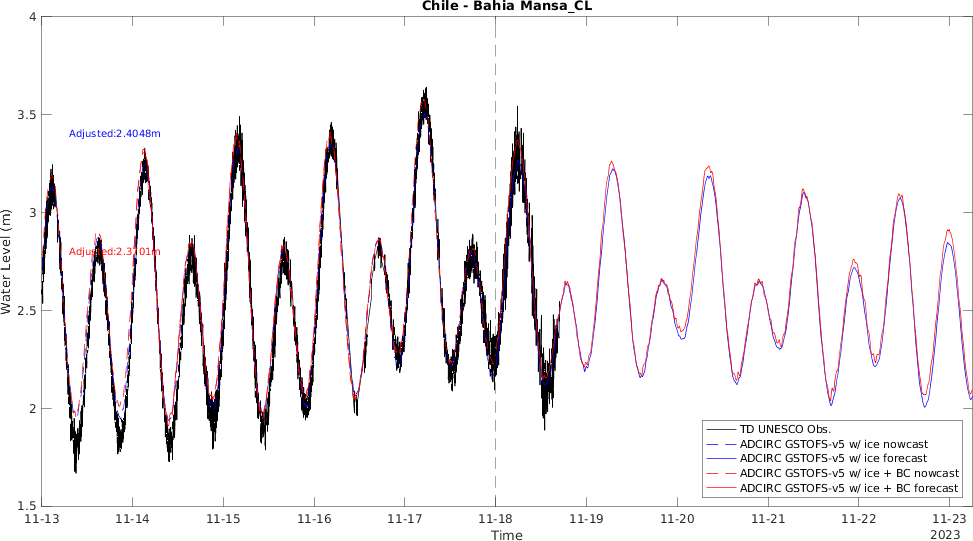 Chile - Bahia Mansa_CL
4
3.5
3
2.5
2
1.5
Water Level (m)
Adjusted:2.4048m
Adjusted:2.3701m
TD UNESCO Obs.
ADCIRC GSTOFS-v5 w/ ice nowcast
ADCIRC GSTOFS-v5 w/ ice forecast
ADCIRC GSTOFS-v5 w/ ice + BC nowcast
ADCIRC GSTOFS-v5 w/ ice + BC forecast
11-13 11-14 11-15 11-16 11-17 11-18 11-19 11-20 11-21 11-22 11-23
Time
2023